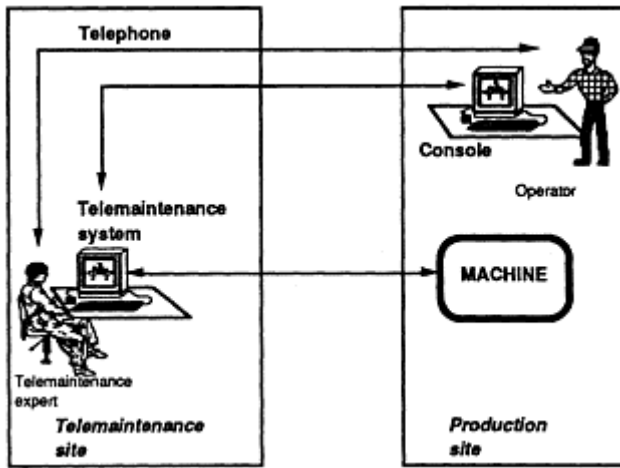 Telephone
Console
Operator
Telemaintenance
system
MACHINE
Telemaintenance
expert
Telemaintenance
site
Production
site